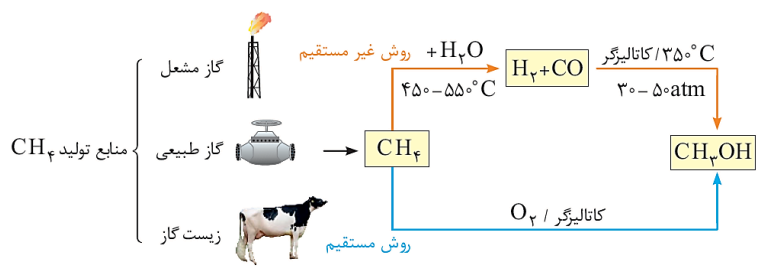 منابع تولید CH۴
گاز مشعل
گاز طبیعی
زیست گاز
CH۴
روش غیر مستقیم
+H۲O
۴۵۰–۵۵۰°C
H۲+CO
کاتالیزگر/۳۵۰°C
۳۰–۵۰atm
CH۳OH
روش مستقیم
کاتالیزگر / O۲